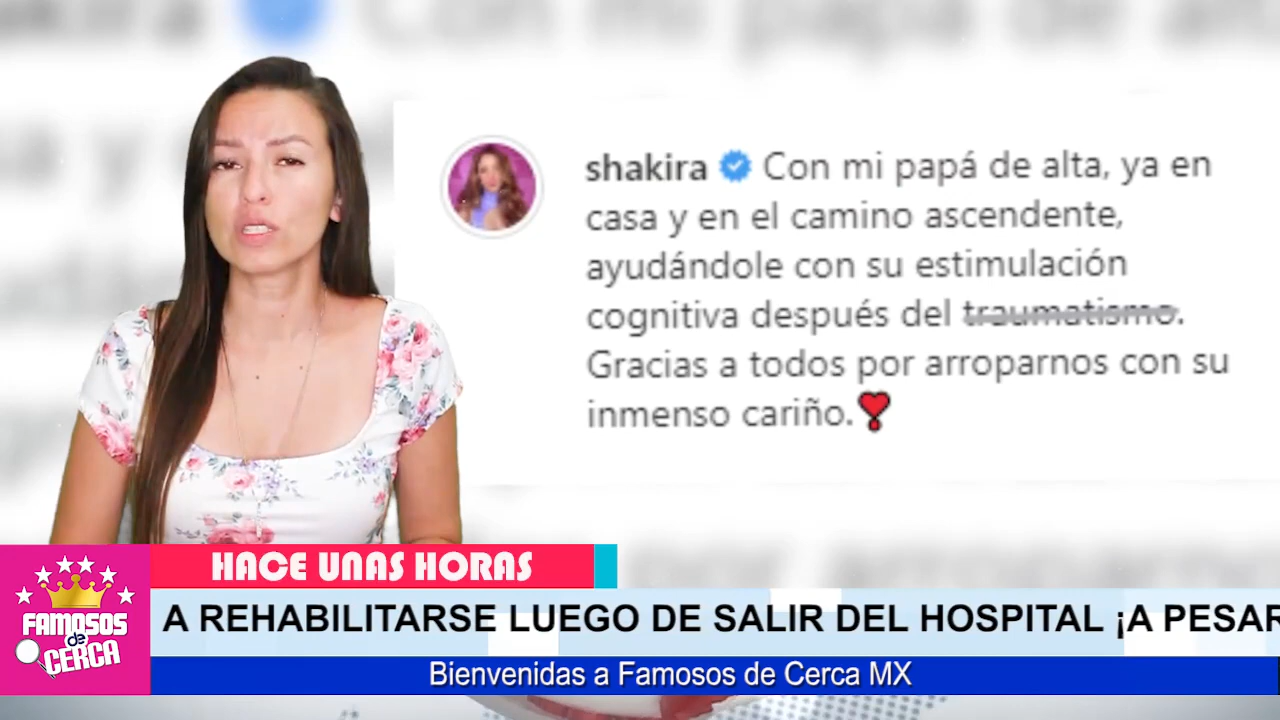 shakira Con mi papá de alta, ya en
casa y en el camino ascendente,
ayudándole con su estimulación
cognitiva después del traumatismo.
Gracias a todos por arroparnos con su
inmenso cariño.❣
HACE UNAS HORAS
A REHABILITARSE LUEGO DE SALIR DEL HOSPITAL ¡A PESAR
FAMOSOS
de
CERCA
Bienvenidas a Famosos de Cerca MX